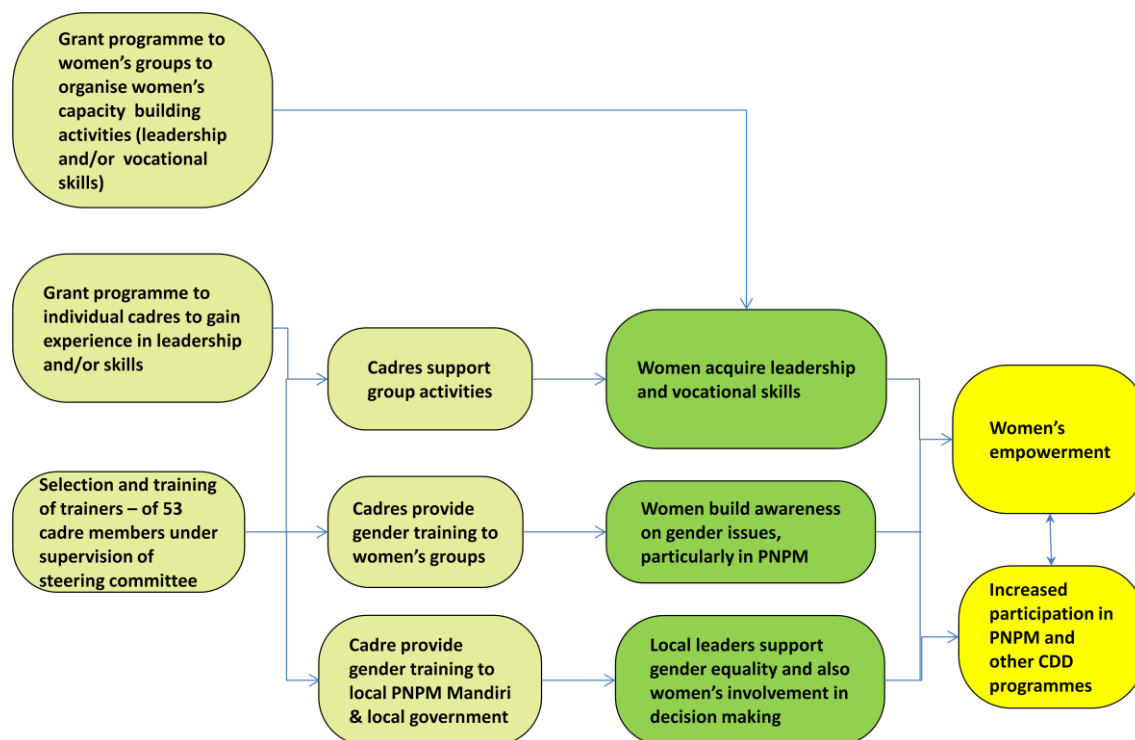 Grant programme to
women’s groups to
organise women’s
capacity building
activities (leadership
and/or vocational
skills)
Grant programme to
individual cadres to gain
experience in leadership
and/or skills
Cadres support
group activities
Women acquire leadership
and vocational skills
Women’s
empowerment
Selection and training
of trainers – of 53
cadre members under
supervision of
steering committee
Cadres provide
gender training to
women’s groups
Women build awareness
on gender issues,
particularly in PNPM
Increased
participation in
PNPM and
other CDD
programmes
Cadre provide
gender training to
local PNPM Mandiri
& local government
Local leaders support
gender equality and also
women’s involvement in
decision making